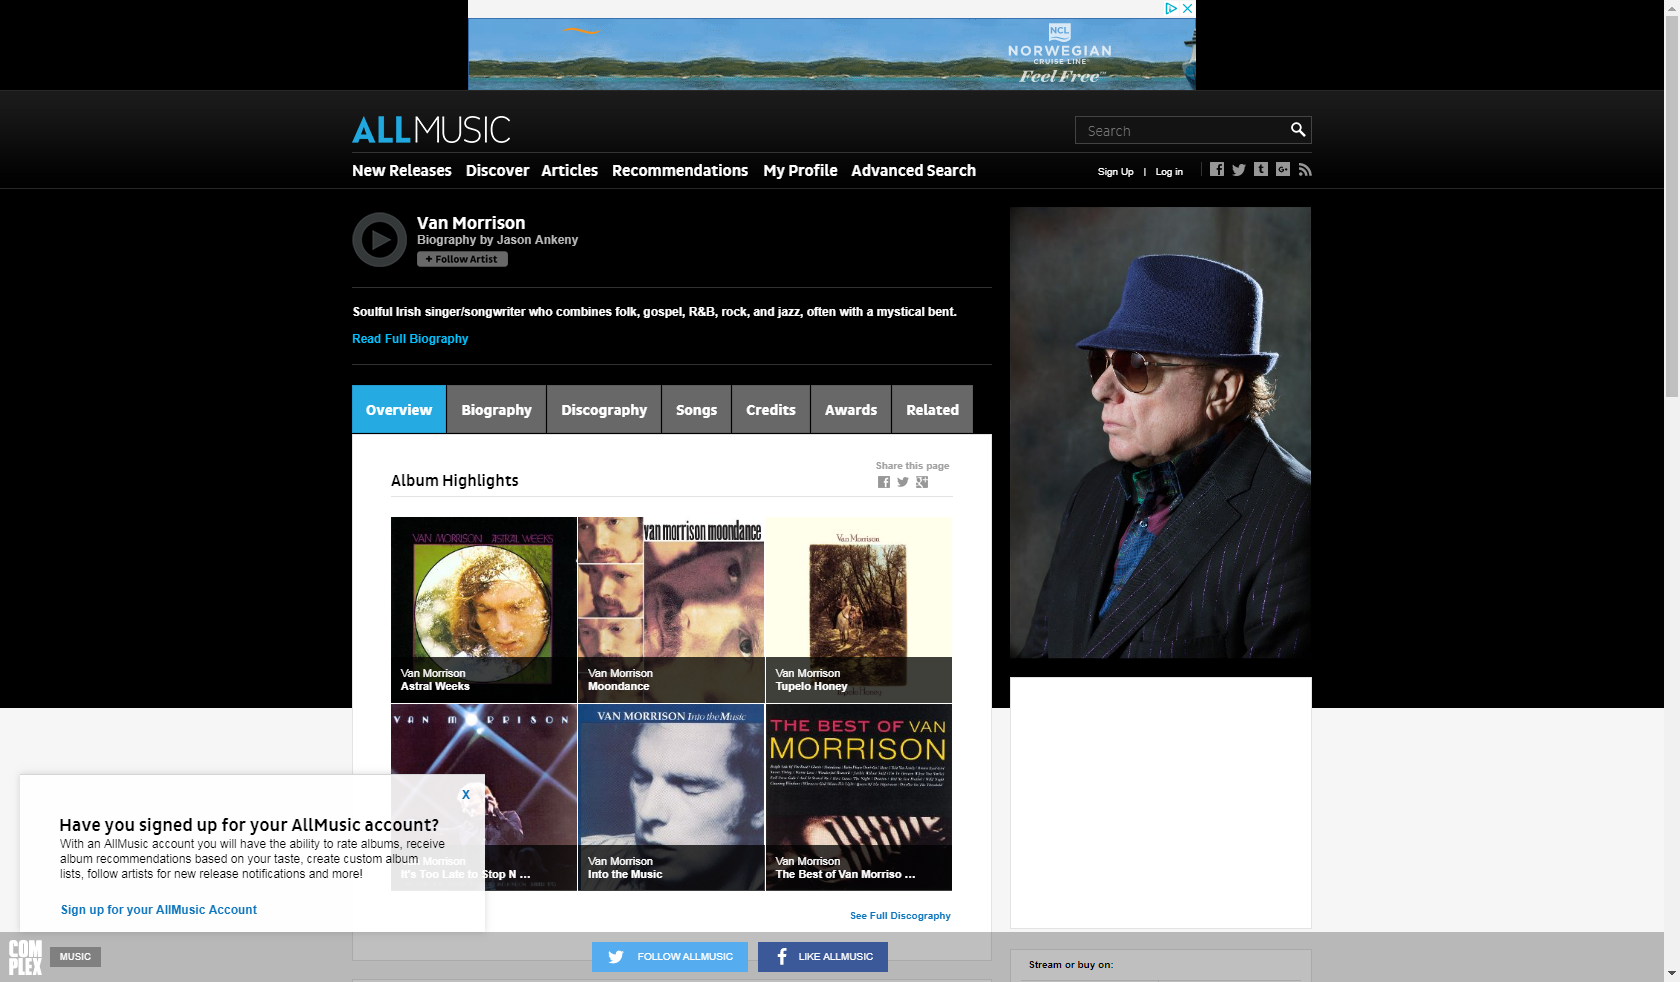 NCL
NORWEGIAN
CRUISE LINE
Feel Free
ALLMUSIC
Search
New Releases Discover Articles Recommendations My Profile Advanced Search
Sign Up | Log in
Van Morrison
Biography by Jason Ankeny
+ Follow Artist
Soulful Irish singer/songwriter who combines folk, gospel, R&B, rock, and jazz, often with a mystical bent.
Read Full Biography
Overview Biography Discography Songs Credits Awards Related
Share this page
Album Highlights
VAN MORRISON ASTRAL WEEKS
van morrison moondance
Van Morrison
Van Morrison
Astral Weeks
Van Morrison
Moondance
Van Morrison
Tupelo Honey
Tupelo Honey
VAN MORRISON
VAN MORRISON Into the Music
THE BEST OF VAN
MORRISON
Van Morrison
It's Too Late to Stop N ...
Van Morrison
Into the Music
Van Morrison
The Best of Van Morriso ...
See Full Discography
X
Have you signed up for your AllMusic account?
With an AllMusic account you will have the ability to rate albums, receive
album recommendations based on your taste, create custom album
lists, follow artists for new release notifications and more!
Sign up for your AllMusic Account
COM
PLEX
MUSIC
FOLLOW ALLMUSIC
LIKE ALLMUSIC
Stream or buy on: